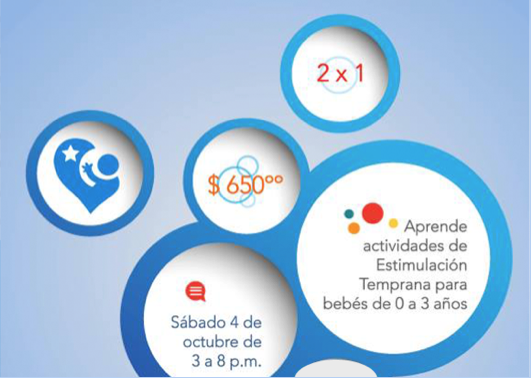 2 x 1
$ 650°°
Aprende
actividades de
Estimulación
Temprana para
bebés de 0 a 3 años
Sábado 4 de
octubre de
3 a 8 p.m.